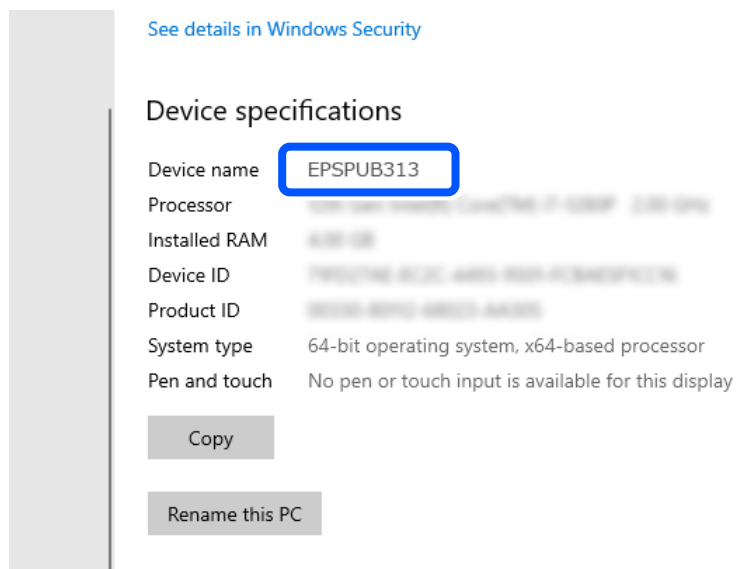 See details in Windows Security
Device specifications
Device name EPSPUB313
Processor
Installed RAM
Device ID
Product ID
System type 64-bit operating system, x64-based processor
Pen and touch No pen or touch input is available for this display
Copy
Rename this PC